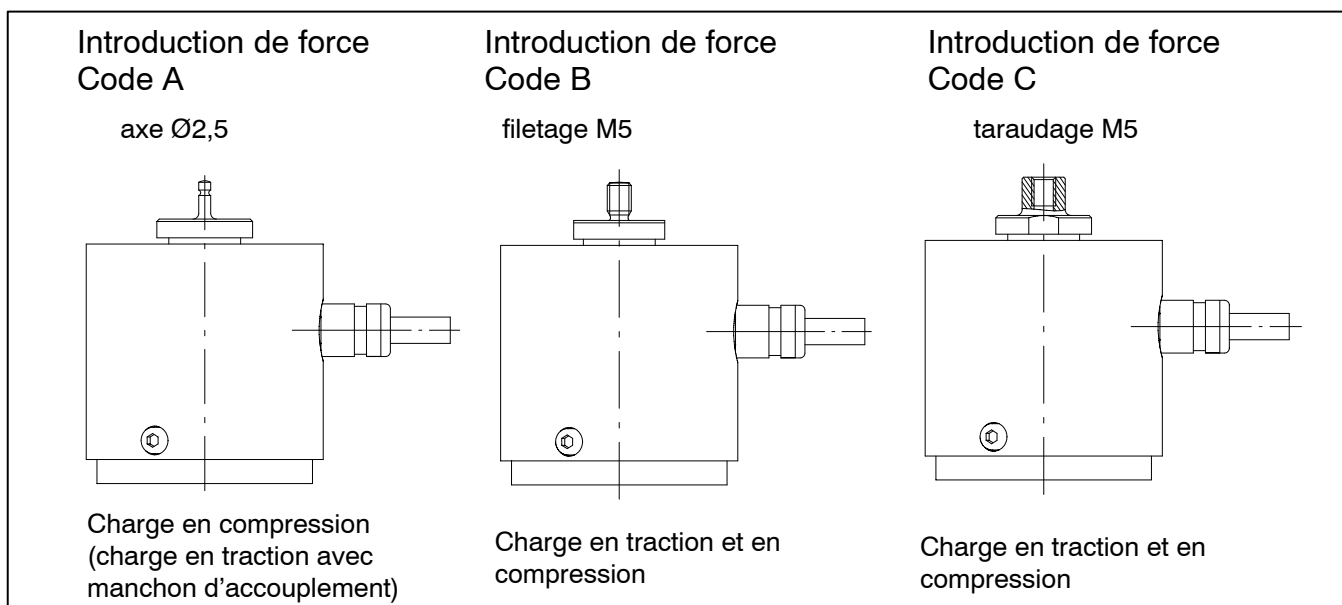 Introduction de force
Code A
axe Ø2,5
Charge en compression
(charge en traction avec
manchon d'accouplement)
Introduction de force
Code B
filetage M5
Charge en traction et en
compression
Introduction de force
Code C
taraudage M5
Charge en traction et en
compression